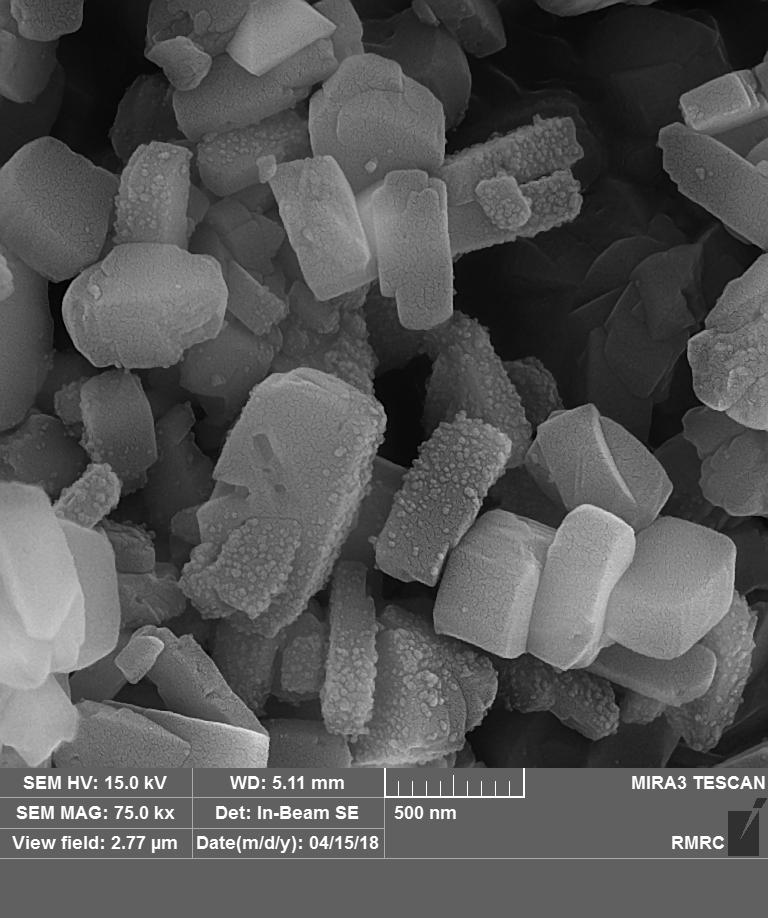 SEM HV: 15.0 kV
WD: 5.11 mm
MIRA3 TESCAN
SEM MAG: 75.0 kx
Det: In-Beam SE
500 nm
View field: 2.77 µm
Date(m/d/y): 04/15/18
RMRC